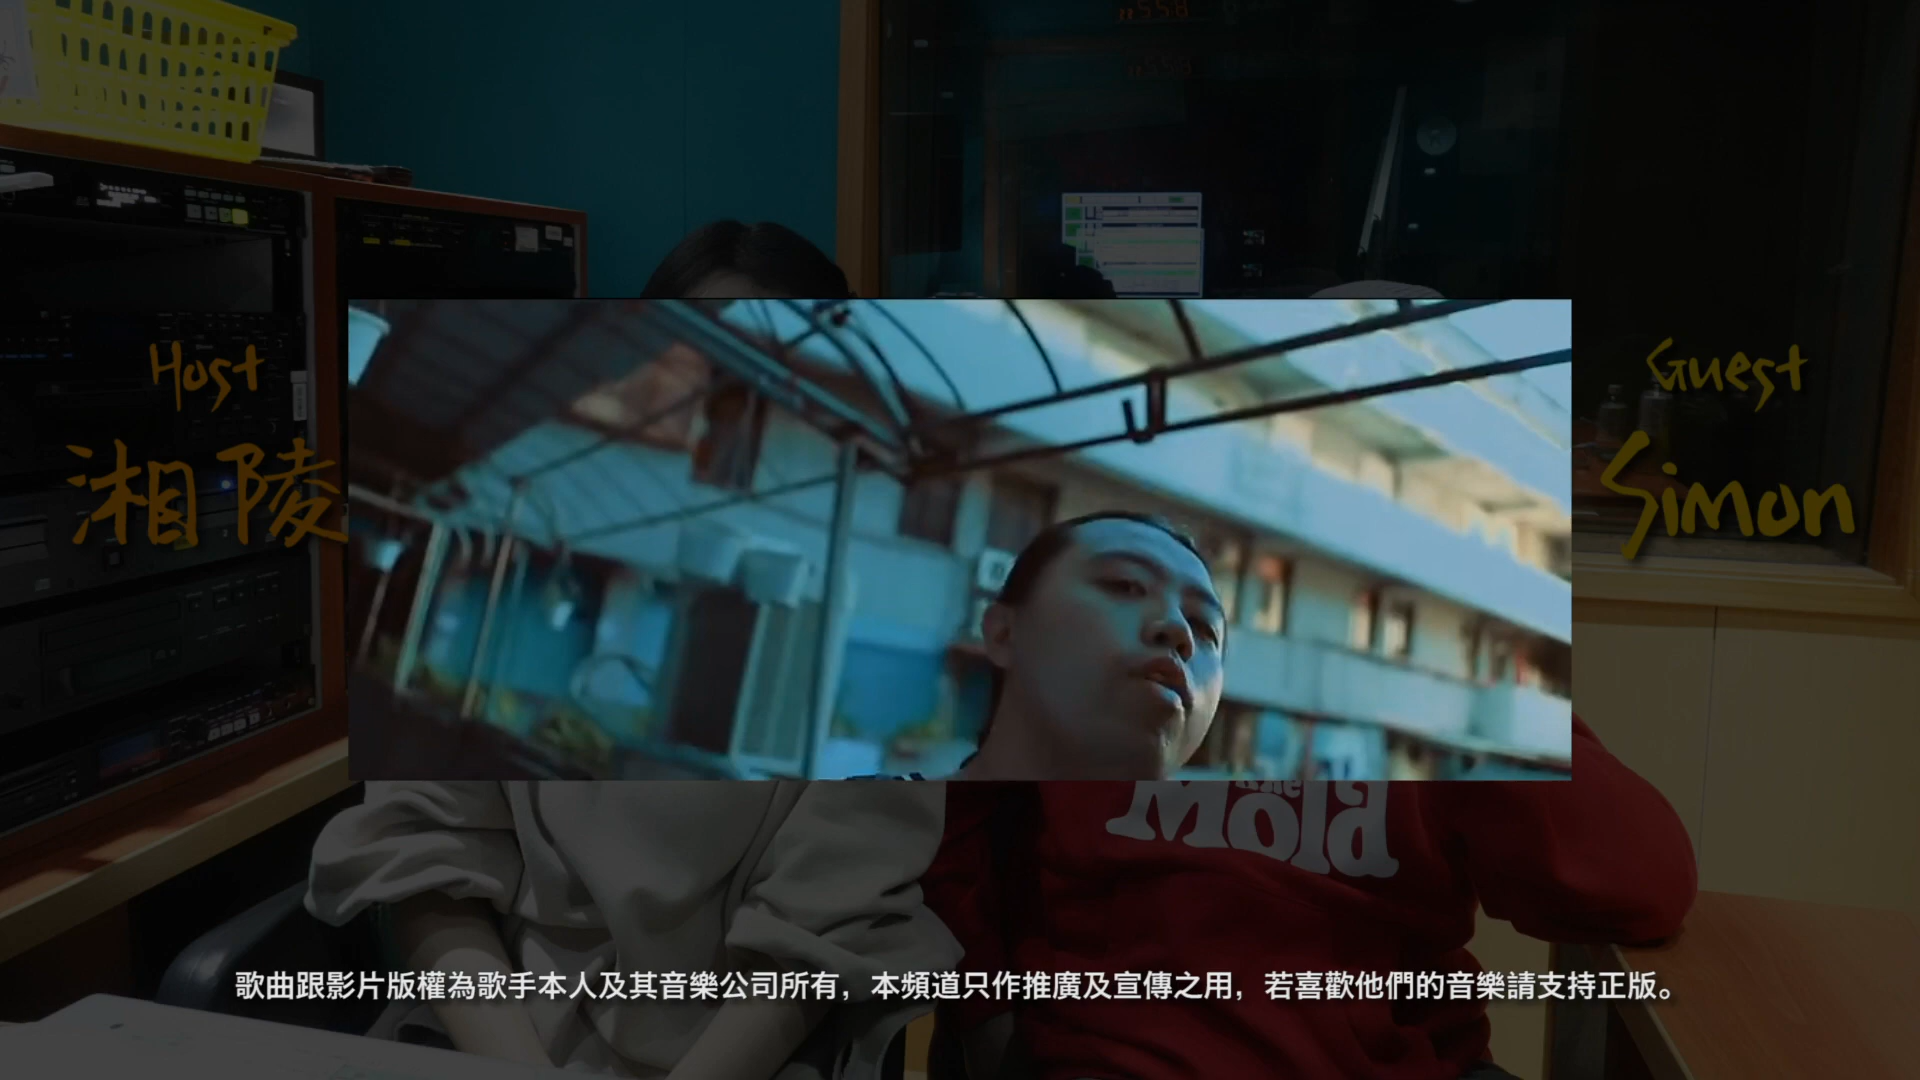 Host
湘陵
Guest
Simon
The
Mold
歌曲跟影片版權為歌手本人及其音樂公司所有，本頻道只作推廣及宣傳之用，若喜歡他們的音樂請支持正版。